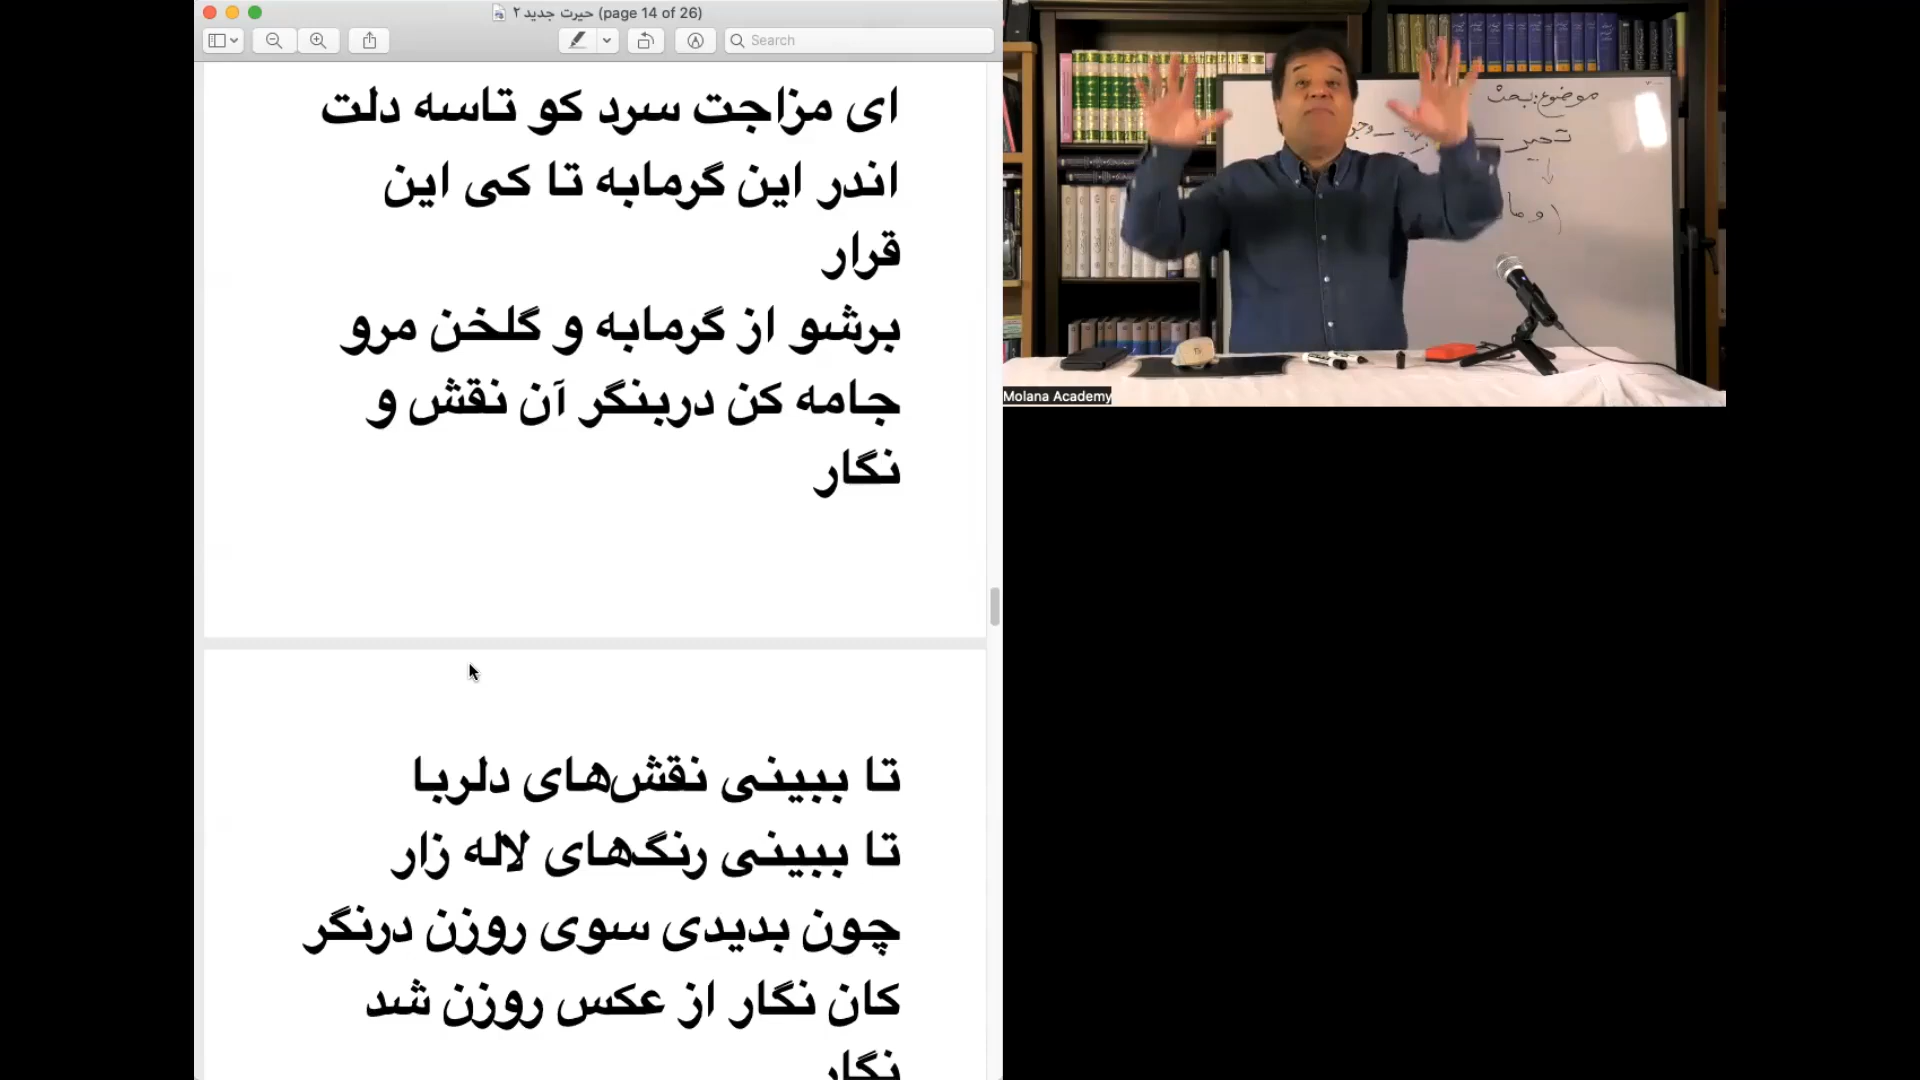 حیرت جدید ۲ (page 14 of 26)
Search
ای مزاجت سرد کو تاسه دلت
اندر این گرمابه تا کی این
قرار
برشو از گرمابه و گلخن مرو
جامه کن دربنگر آن نقش و
نگار
تا ببینی نقش‌های دلربا
تا ببینی رنگ‌های لاله زار
چون بدیدی سوی روزن درنگر
کان نگار از عکس روزن شد
نگار
موضوع: بحث
تحیر
Molana Academy